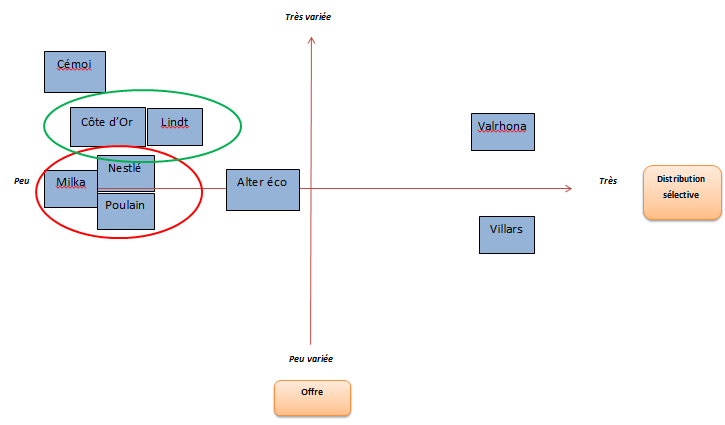 Très variée
Cémoi
Côte d'Or
Lindt
Valrhona
Nestlé
Peu
Milka
Alter éco
Très
Distribution
sélective
Poulain
Villars
Peu variée
Offre